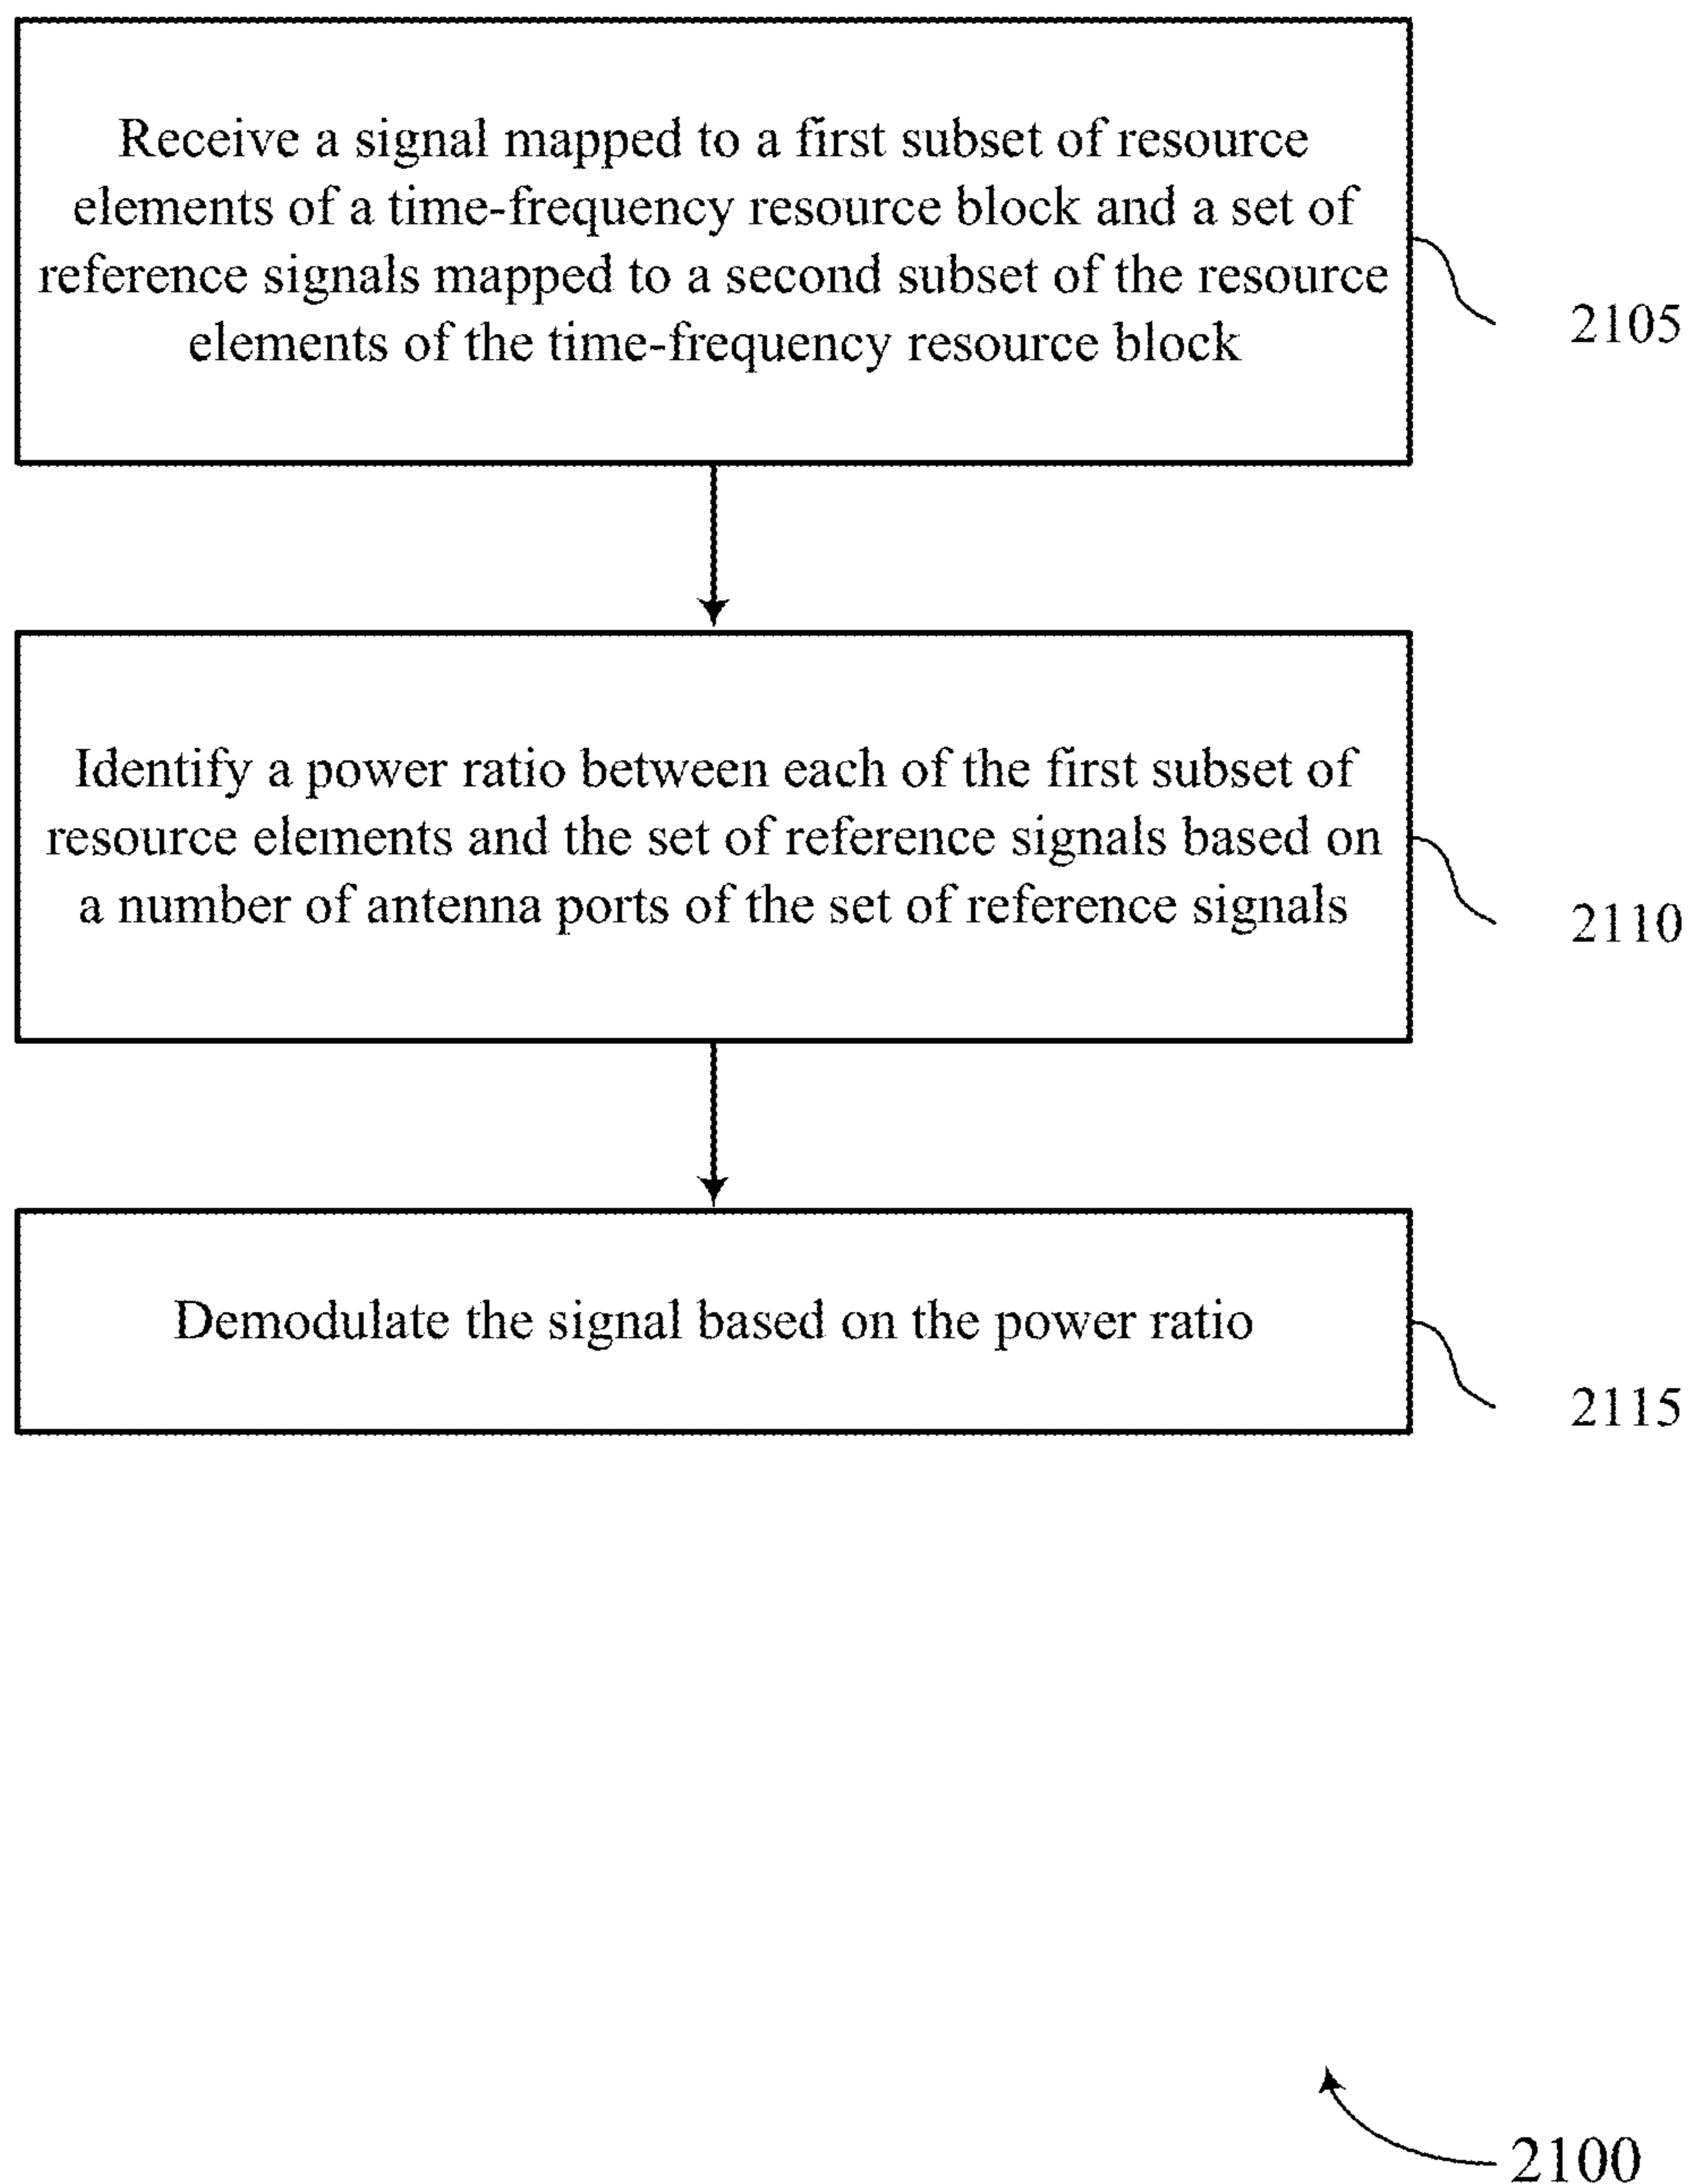 Receive a signal mapped to a first subset of resource
elements of a time-frequency resource block and a set of
reference signals mapped to a second subset of the resource
elements of the time-frequency resource block
2105
Identify a power ratio between each of the first subset of
resource elements and the set of reference signals based on
a number of antenna ports of the set of reference signals
2110
Demodulate the signal based on the power ratio
2115
2100